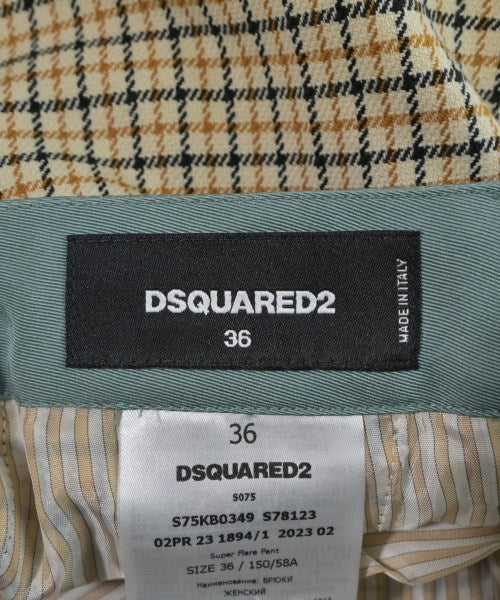 DSQUARED2
36
MADE IN ITALY
36
DSQUARED2
S075
S75KB0349 S78123
02PR 23 1894/1 2023 02
Super Flare Pant
SIZE 36 / 150/58A
Наименование: БРЮКИ
ЖЕНСКИЙ